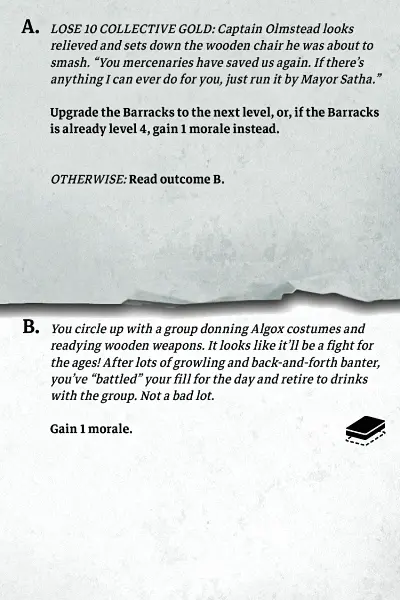 A. LOSE 10 COLLECTIVE GOLD: Captain Olmstead looks
relieved and sets down the wooden chair he was about to
smash. “You mercenaries have saved us again. If there’s
anything I can ever do for you, just run it by Mayor Satha.”
Upgrade the Barracks to the next level, or, if the Barracks
is already level 4, gain 1 morale instead.
OTHERWISE: Read outcome B.
B. You circle up with a group donning Algox costumes and
readying wooden weapons. It looks like it’ll be a fight for
the ages! After lots of growling and back-and-forth banter,
you’ve “battled” your fill for the day and retire to drinks
with the group. Not a bad lot.
Gain 1 morale.